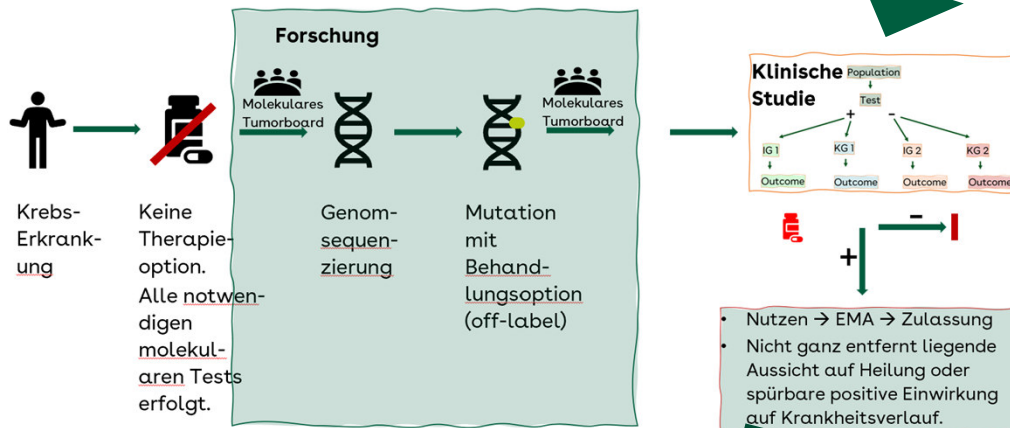 Forschung
Molekulares
Tumorboard
Molekulares
Tumorboard
Krebs-
Erkrank-
ung
Keine
Therapie-
option.
Alle notwen-
digen
molekul-
aren Tests
erfolgt.
Genom-
sequen-
zierung
Mutation
mit
Behand-
lungsoption
(off-label)
Klinische
Studie
Population
Test
+ -
IG 1 KG 1 IG 2 KG 2
Outcome Outcome Outcome Outcome
-
+
• Nutzen → EMA → Zulassung
• Nicht ganz entfernt liegende
Aussicht auf Heilung oder
spürbare positive Einwirkung
auf Krankheitsverlauf.